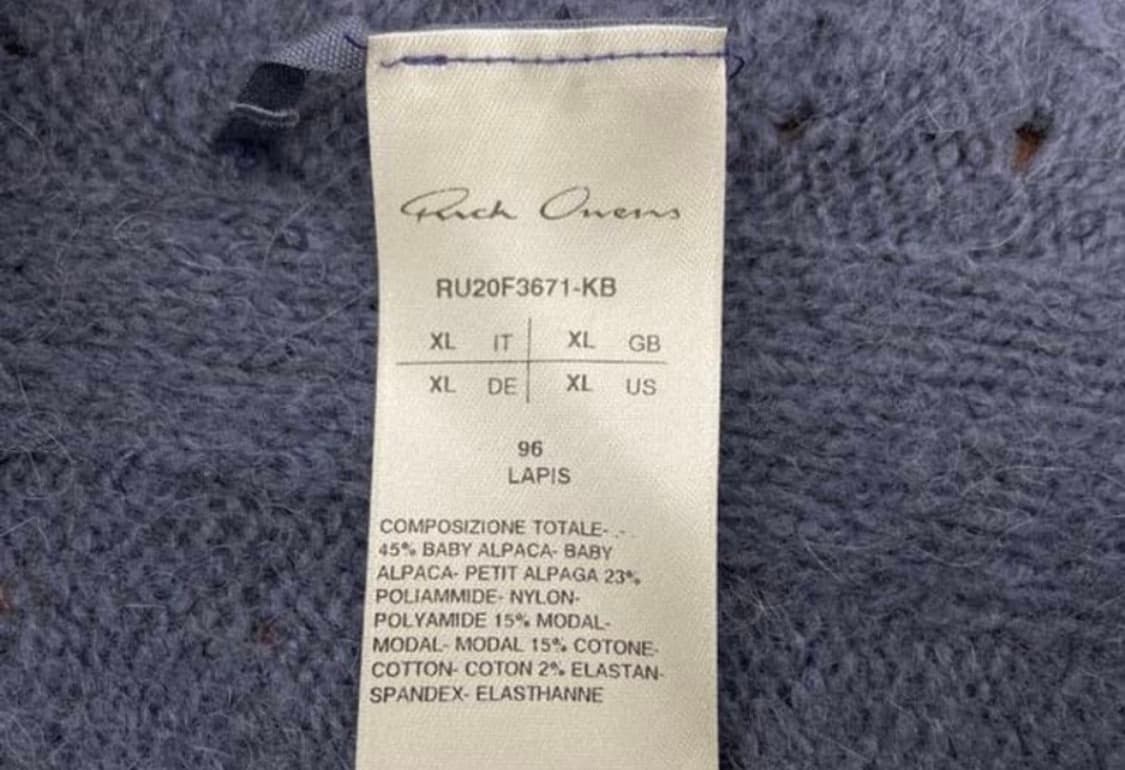 Rick Owens
RU20F3671-KB
XL IT XL GB
XL DE XL US
96
LAPIS
COMPOSIZIONE TOTALE- .- .
45% BABY ALPACA- BABY
ALPACA- PETIT ALPAGA 23%
POLIAMMIDE- NYLON-
POLYAMIDE 15% MODAL-
MODAL- MODAL 15% COTONE-
COTTON- COTON 2% ELASTAN-
SPANDEX- ELASTHANNE